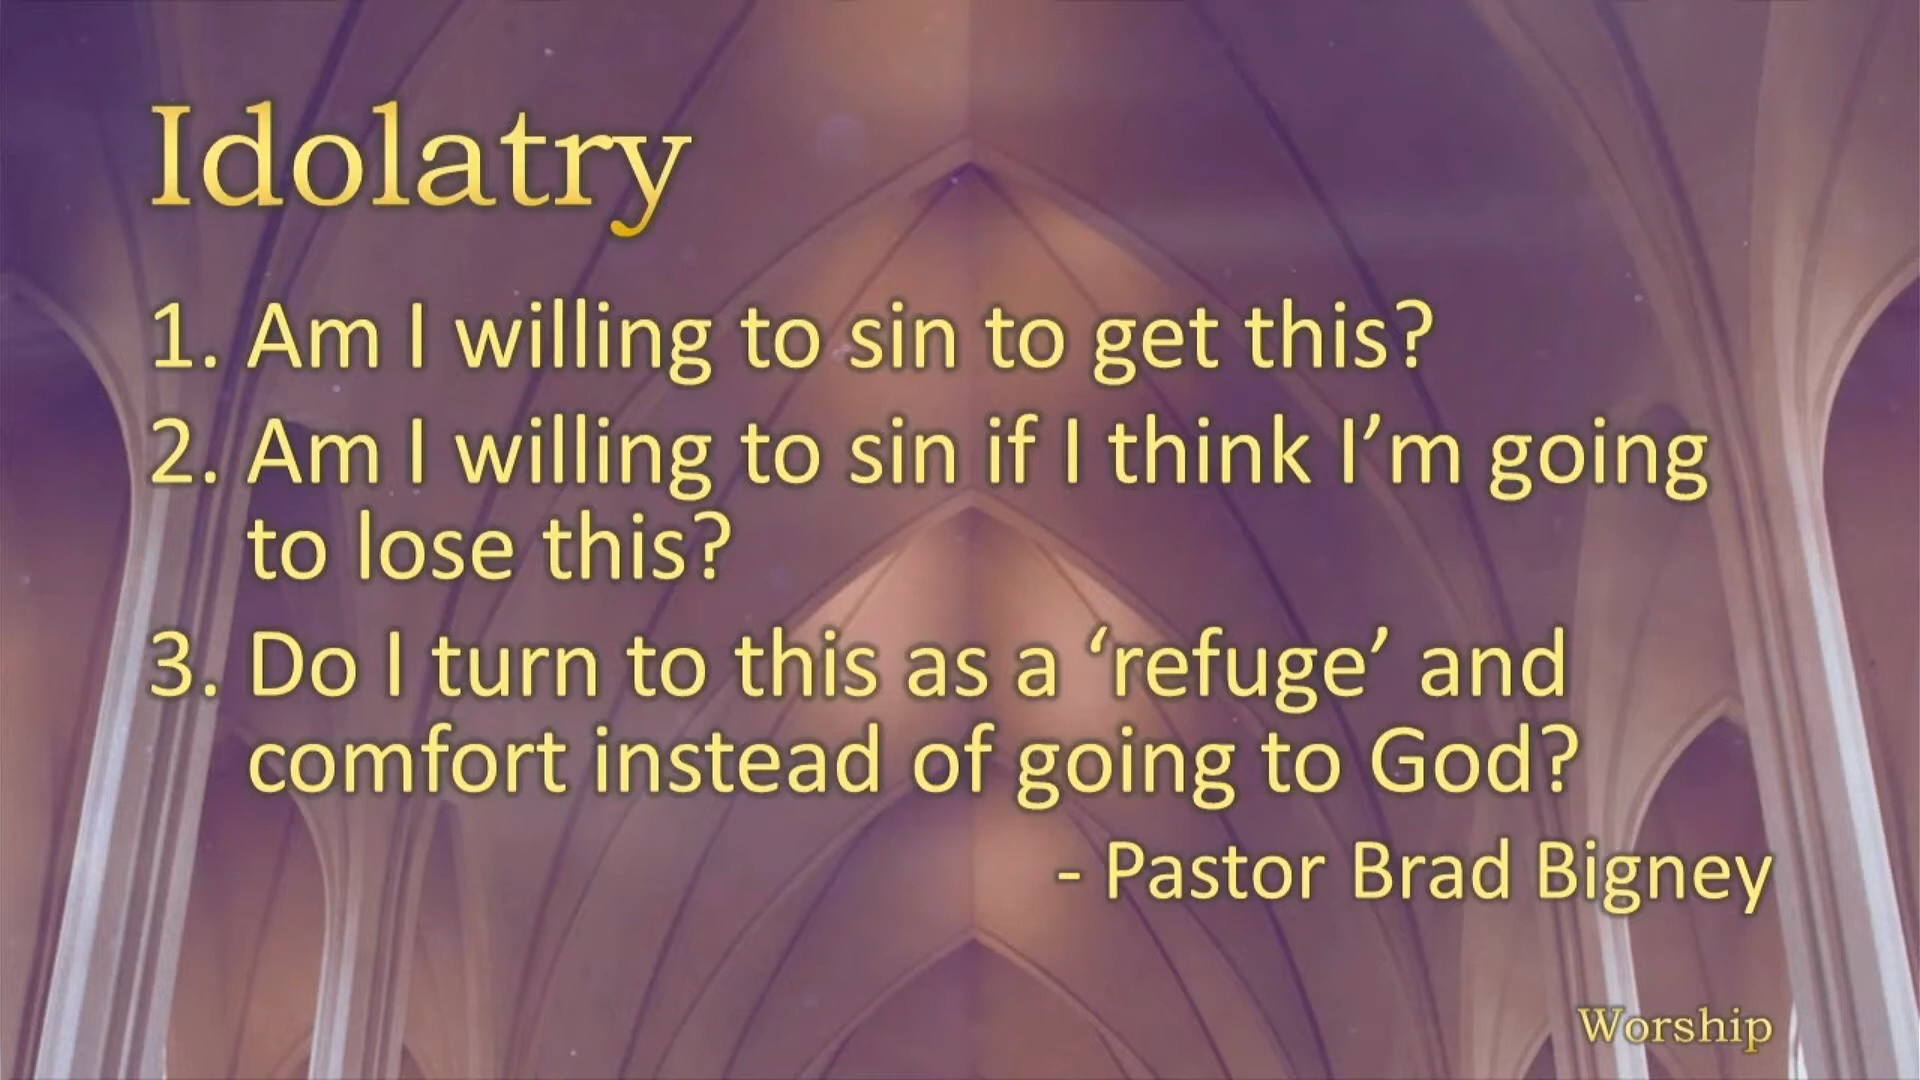 Idolatry
1. Am I willing to sin to get this?
2. Am I willing to sin if I think I’m going
to lose this?
3. Do I turn to this as a ‘refuge’ and
comfort instead of going to God?
- Pastor Brad Bigney
Worship